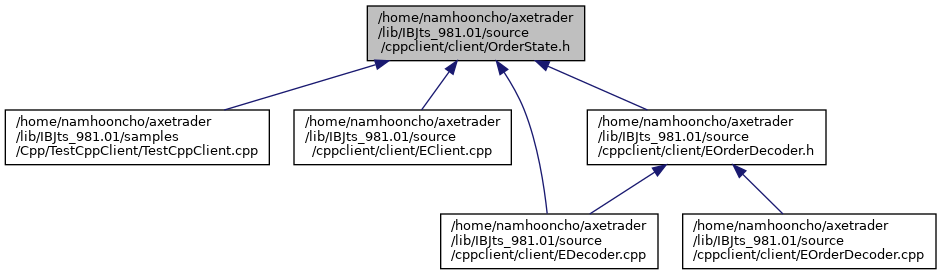 /home/namhooncho/axetrader
/lib/IBJts_981.01/source
/cppclient/client/OrderState.h
/home/namhooncho/axetrader
/lib/IBJts_981.01/samples
/Cpp/TestCppClient/TestCppClient.cpp
/home/namhooncho/axetrader
/lib/IBJts_981.01/source
/cppclient/client/EClient.cpp
/home/namhooncho/axetrader
/lib/IBJts_981.01/source
/cppclient/client/EOrderDecoder.h
/home/namhooncho/axetrader
/lib/IBJts_981.01/source
/cppclient/client/EDecoder.cpp
/home/namhooncho/axetrader
/lib/IBJts_981.01/source
/cppclient/client/EOrderDecoder.cpp